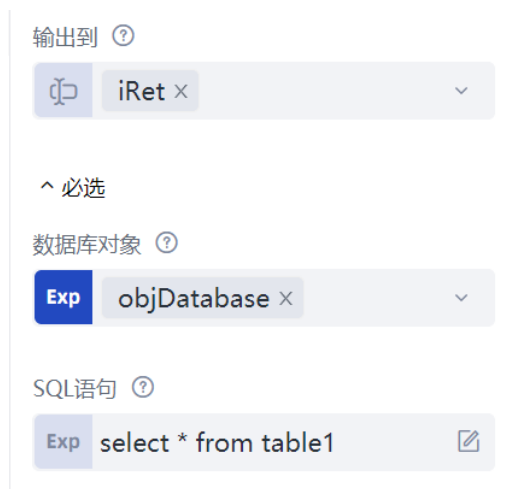 输出到
iRet
必选
数据库对象
Exp objDatabase
SQL语句
Exp select * from table1